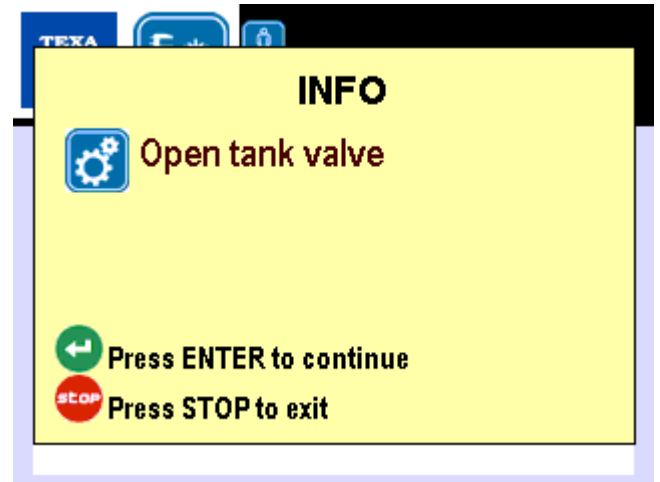 TEXA
INFO
Open tank valve
Press ENTER to continue
stop Press STOP to exit